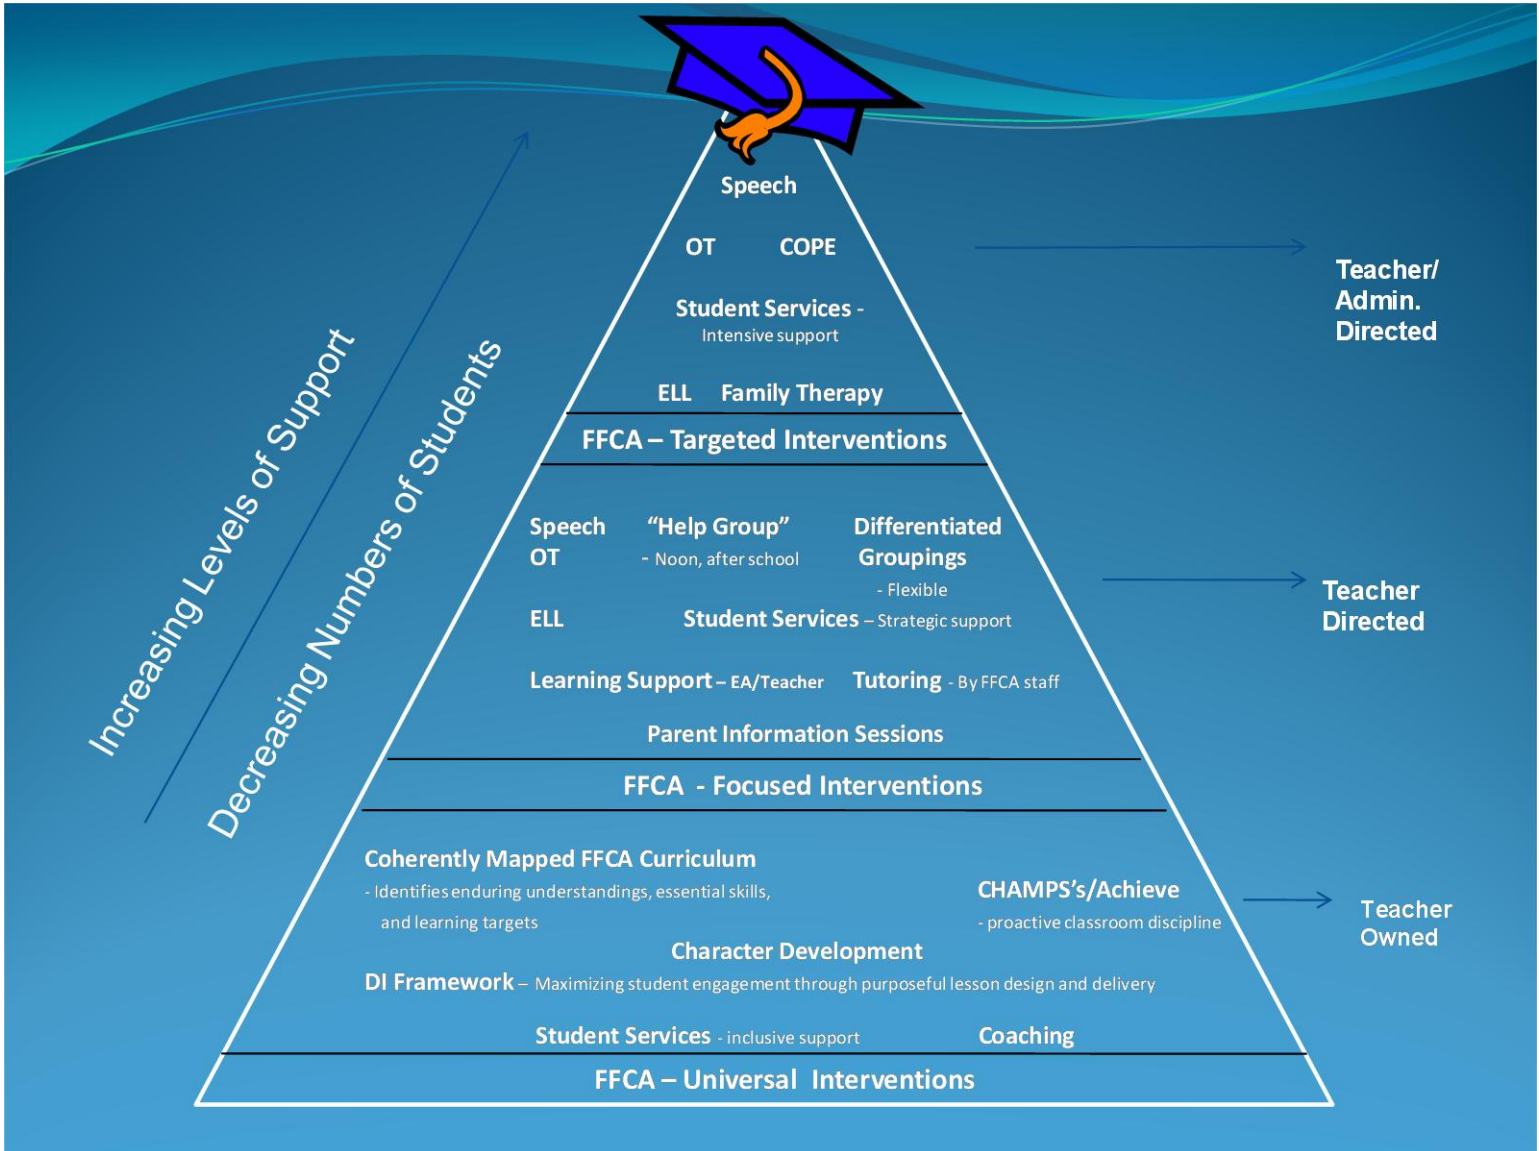 Speech
OT COPE
Student Services -
Intensive support
ELL Family Therapy
FFCA – Targeted Interventions
Teacher/
Admin.
Directed
Increasing Levels of Support
Decreasing Numbers of Students
Speech “Help Group” Differentiated
OT - Noon, after school Groupings
- Flexible
ELL Student Services – Strategic support
Learning Support – EA/Teacher Tutoring - By FFCA staff
Parent Information Sessions
FFCA - Focused Interventions
Teacher
Directed
Coherently Mapped FFCA Curriculum
- Identifies enduring understandings, essential skills,
and learning targets
CHAMPS’s/Achieve
- proactive classroom discipline
Character Development
DI Framework – Maximizing student engagement through purposeful lesson design and delivery
Student Services - inclusive support Coaching
FFCA – Universal Interventions
Teacher
Owned